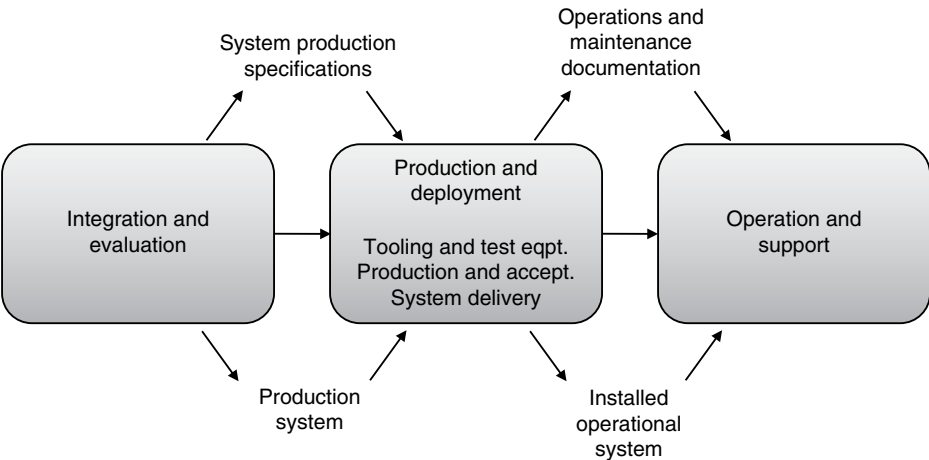 System production
specifications
Operations and
maintenance
documentation
Integration and
evaluation
Production and
deployment
Tooling and test eqpt.
Production and accept.
System delivery
Operation and
support
Production
system
Installed
operational
system